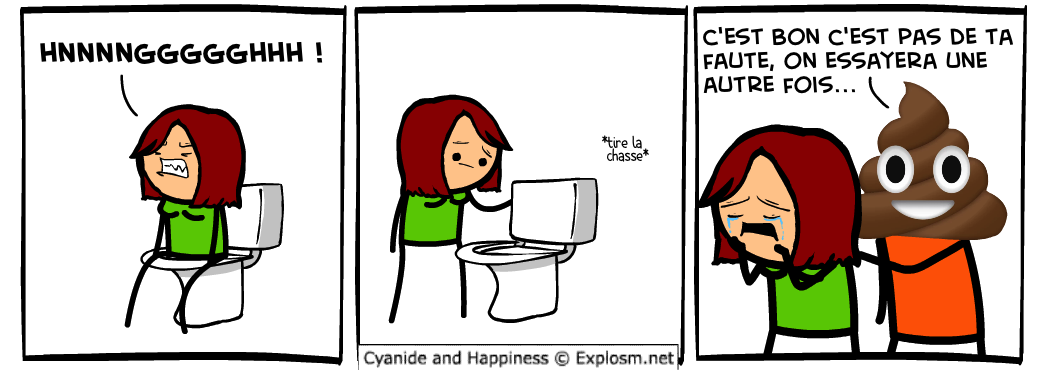 HNNNNGGGGGHHH !
*tire la
chasse*
C'EST BON C'EST PAS DE TA
FAUTE, ON ESSAYERA UNE
AUTRE FOIS...
Cyanide and Happiness © Explosm.net